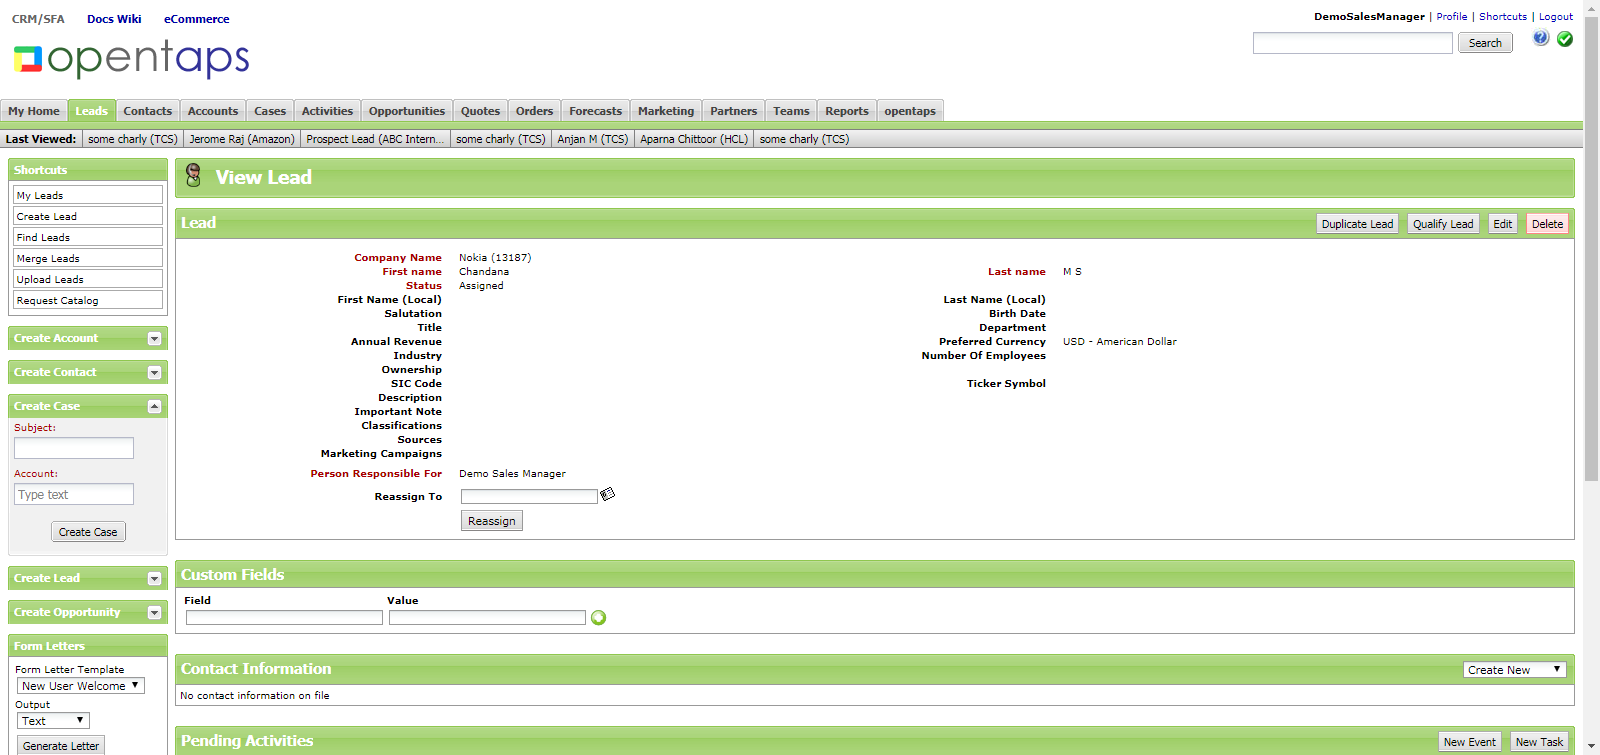 CRM/SFA Docs Wiki eCommerce
DemoSalesManager | Profile | Shortcuts | Logout
opentaps
Search
My Home Leads Contacts Accounts Cases Activities Opportunities Quotes Orders Forecasts Marketing Partners Teams Reports opentaps
Last Viewed: some charly (TCS) Jerome Raj (Amazon) Prospect Lead (ABC Intern... some charly (TCS) Anjan M (TCS) Aparna Chittoor (HCL) some charly (TCS)
Shortcuts
My Leads
Create Lead
Find Leads
Merge Leads
Upload Leads
Request Catalog
Create Account
Create Contact
Create Case
Subject:
Account:
Type text
Create Case
Create Lead
Create Opportunity
Form Letters
Form Letter Template
New User Welcome
Output
Text
Generate Letter
View Lead
Lead
Duplicate Lead Qualify Lead Edit Delete
Company Name Nokia (13187)
First name Chandana Last name M S
Status Assigned
First Name (Local) Last Name (Local)
Salutation Birth Date
Title Department
Annual Revenue Preferred Currency USD - American Dollar
Industry Number Of Employees
Ownership
SIC Code Ticker Symbol
Description
Important Note
Classifications
Sources
Marketing Campaigns
Person Responsible For Demo Sales Manager
Reassign To
Reassign
Custom Fields
Field Value
Contact Information
Create New
No contact information on file
Pending Activities
New Event New Task